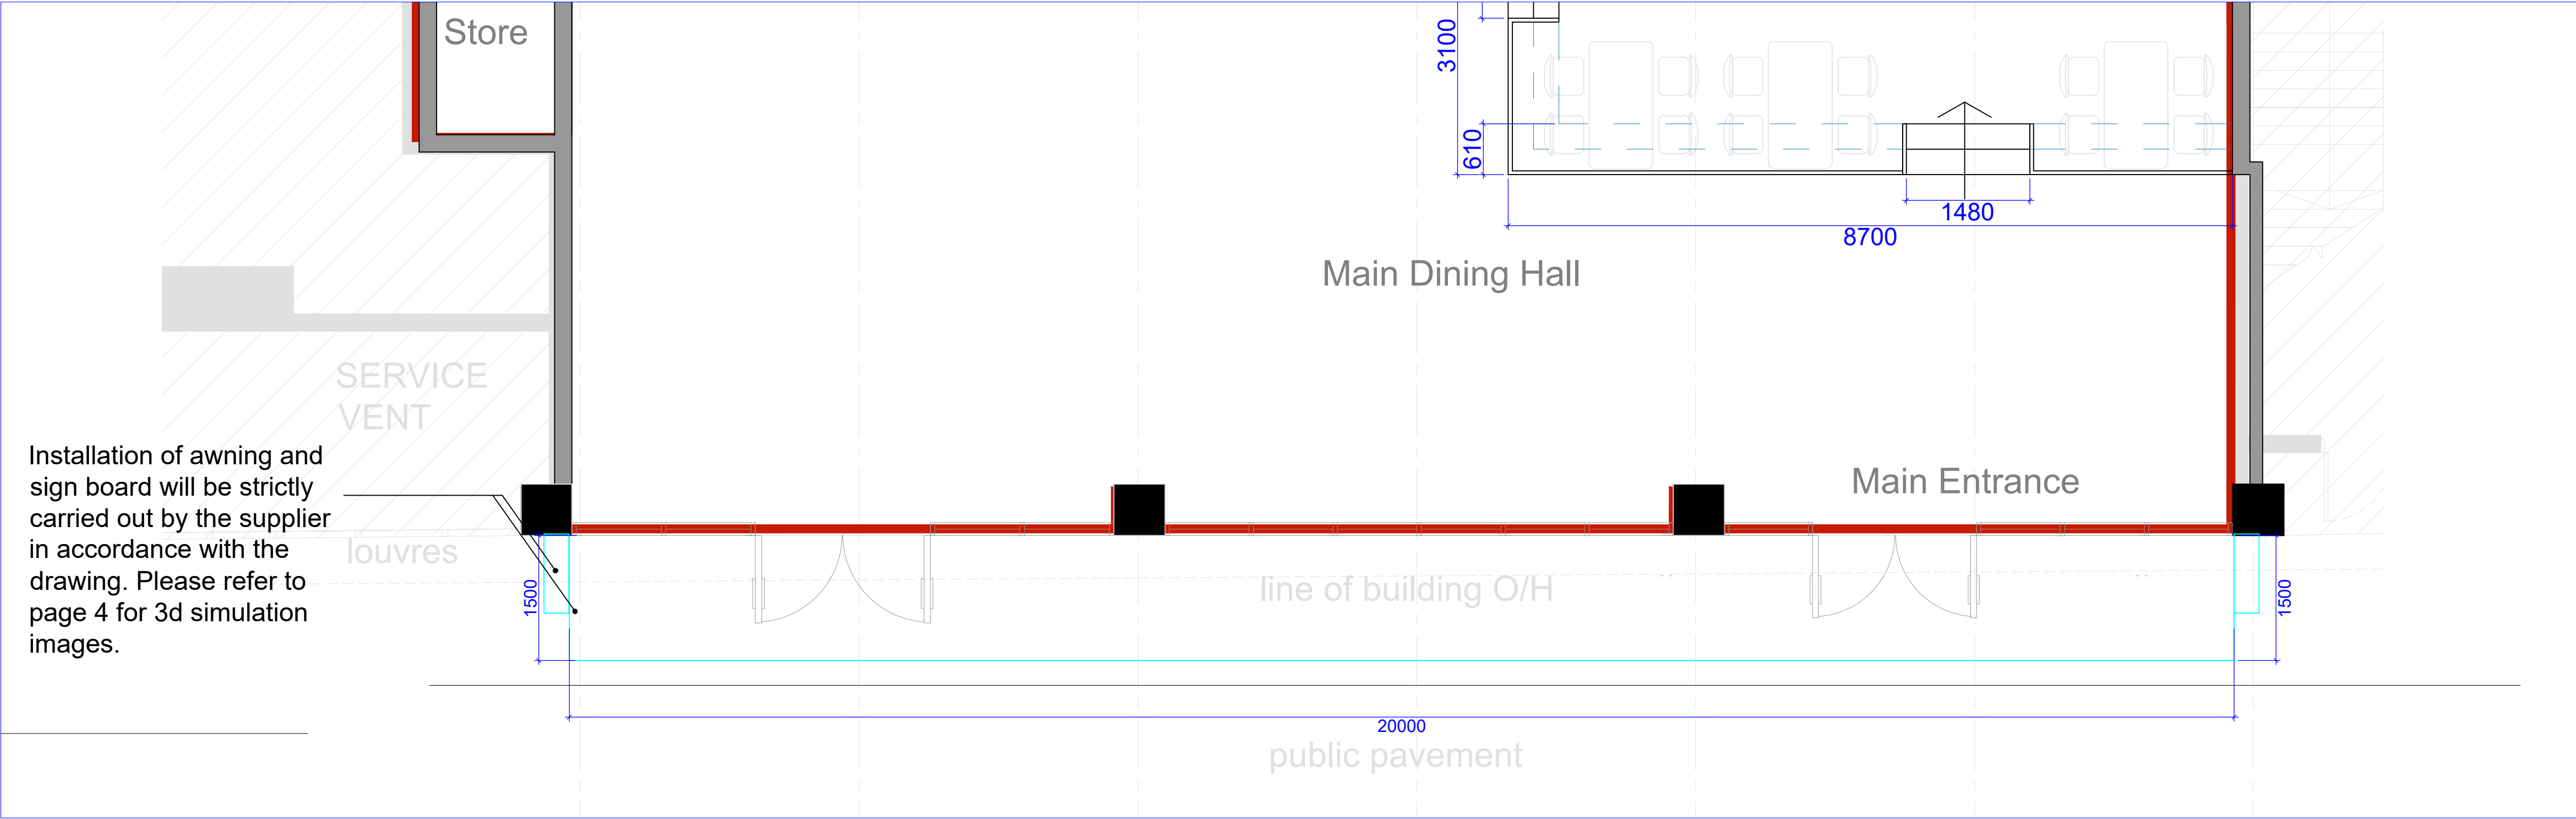 Store
3100
610
1480
8700
Main Dining Hall
SERVICE
VENT
Installation of awning and
sign board will be strictly
carried out by the supplier
in accordance with the
drawing. Please refer to
page 4 for 3d simulation
images.
Main Entrance
louvres
1500
line of building O/H
1500
20000
public pavement